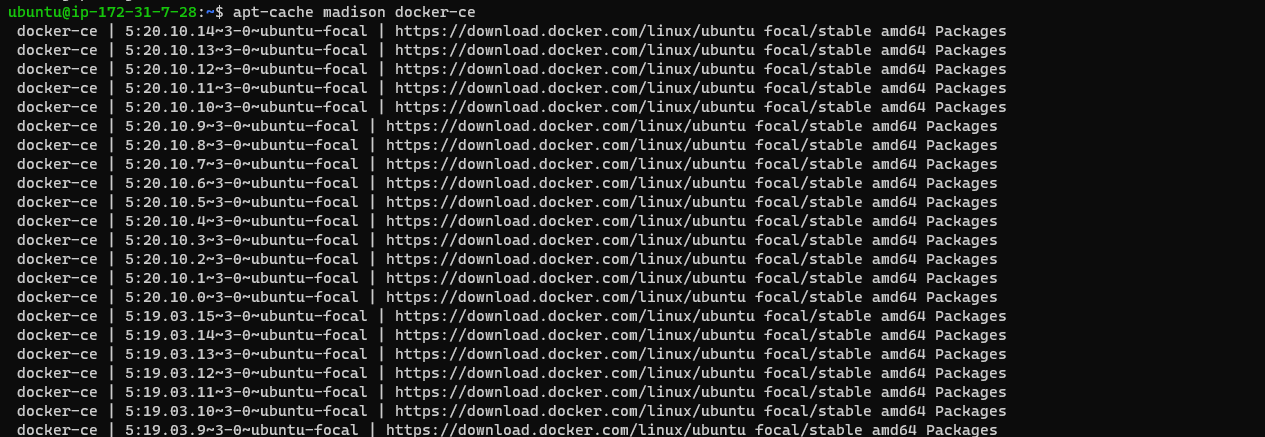 ubuntu@ip-172-31-7-28:~$ apt-cache madison docker-ce
docker-ce | 5:20.10.14~3-0~ubuntu-focal | https://download.docker.com/linux/ubuntu focal/stable amd64 Packages
docker-ce | 5:20.10.13~3-0~ubuntu-focal | https://download.docker.com/linux/ubuntu focal/stable amd64 Packages
docker-ce | 5:20.10.12~3-0~ubuntu-focal | https://download.docker.com/linux/ubuntu focal/stable amd64 Packages
docker-ce | 5:20.10.11~3-0~ubuntu-focal | https://download.docker.com/linux/ubuntu focal/stable amd64 Packages
docker-ce | 5:20.10.10~3-0~ubuntu-focal | https://download.docker.com/linux/ubuntu focal/stable amd64 Packages
docker-ce | 5:20.10.9~3-0~ubuntu-focal | https://download.docker.com/linux/ubuntu focal/stable amd64 Packages
docker-ce | 5:20.10.8~3-0~ubuntu-focal | https://download.docker.com/linux/ubuntu focal/stable amd64 Packages
docker-ce | 5:20.10.7~3-0~ubuntu-focal | https://download.docker.com/linux/ubuntu focal/stable amd64 Packages
docker-ce | 5:20.10.6~3-0~ubuntu-focal | https://download.docker.com/linux/ubuntu focal/stable amd64 Packages
docker-ce | 5:20.10.5~3-0~ubuntu-focal | https://download.docker.com/linux/ubuntu focal/stable amd64 Packages
docker-ce | 5:20.10.4~3-0~ubuntu-focal | https://download.docker.com/linux/ubuntu focal/stable amd64 Packages
docker-ce | 5:20.10.3~3-0~ubuntu-focal | https://download.docker.com/linux/ubuntu focal/stable amd64 Packages
docker-ce | 5:20.10.2~3-0~ubuntu-focal | https://download.docker.com/linux/ubuntu focal/stable amd64 Packages
docker-ce | 5:20.10.1~3-0~ubuntu-focal | https://download.docker.com/linux/ubuntu focal/stable amd64 Packages
docker-ce | 5:20.10.0~3-0~ubuntu-focal | https://download.docker.com/linux/ubuntu focal/stable amd64 Packages
docker-ce | 5:19.03.15~3-0~ubuntu-focal | https://download.docker.com/linux/ubuntu focal/stable amd64 Packages
docker-ce | 5:19.03.14~3-0~ubuntu-focal | https://download.docker.com/linux/ubuntu focal/stable amd64 Packages
docker-ce | 5:19.03.13~3-0~ubuntu-focal | https://download.docker.com/linux/ubuntu focal/stable amd64 Packages
docker-ce | 5:19.03.12~3-0~ubuntu-focal | https://download.docker.com/linux/ubuntu focal/stable amd64 Packages
docker-ce | 5:19.03.11~3-0~ubuntu-focal | https://download.docker.com/linux/ubuntu focal/stable amd64 Packages
docker-ce | 5:19.03.10~3-0~ubuntu-focal | https://download.docker.com/linux/ubuntu focal/stable amd64 Packages
docker-ce | 5:19.03.9~3-0~ubuntu-focal | https://download.docker.com/linux/ubuntu focal/stable amd64 Packages